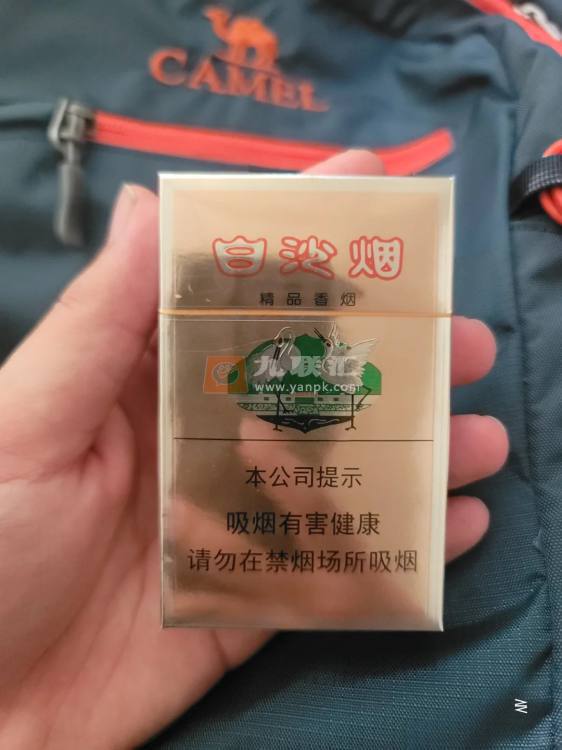 CAMEL
白沙烟
精品香烟
九联汇
www.yanpk.com
本公司提示
吸烟有害健康
请勿在禁烟场所吸烟